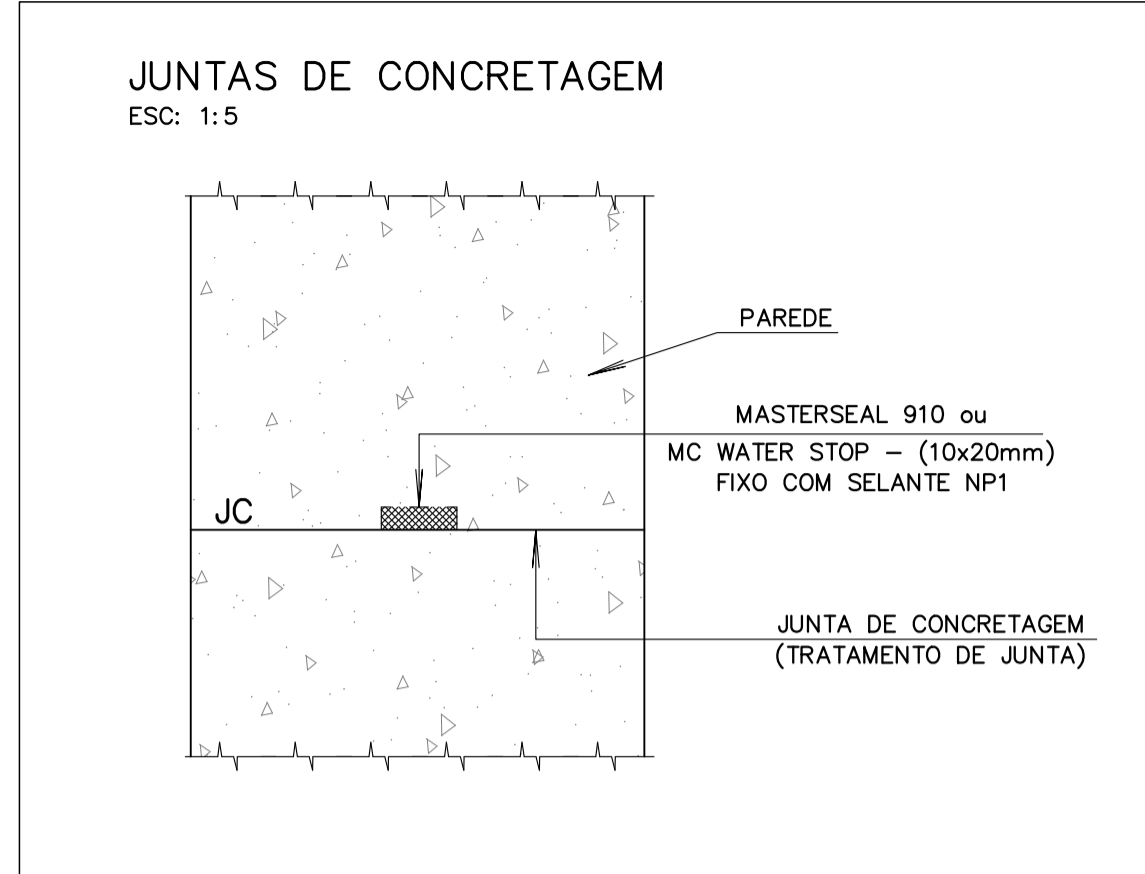 JUNTAS DE CONCRETAGEM
ESC: 1:5
PAREDE
MASTERSEAL 910 ou
MC WATER STOP – (10x20mm)
FIXO COM SELANTE NP1
JC
JUNTA DE CONCRETAGEM
(TRATAMENTO DE JUNTA)